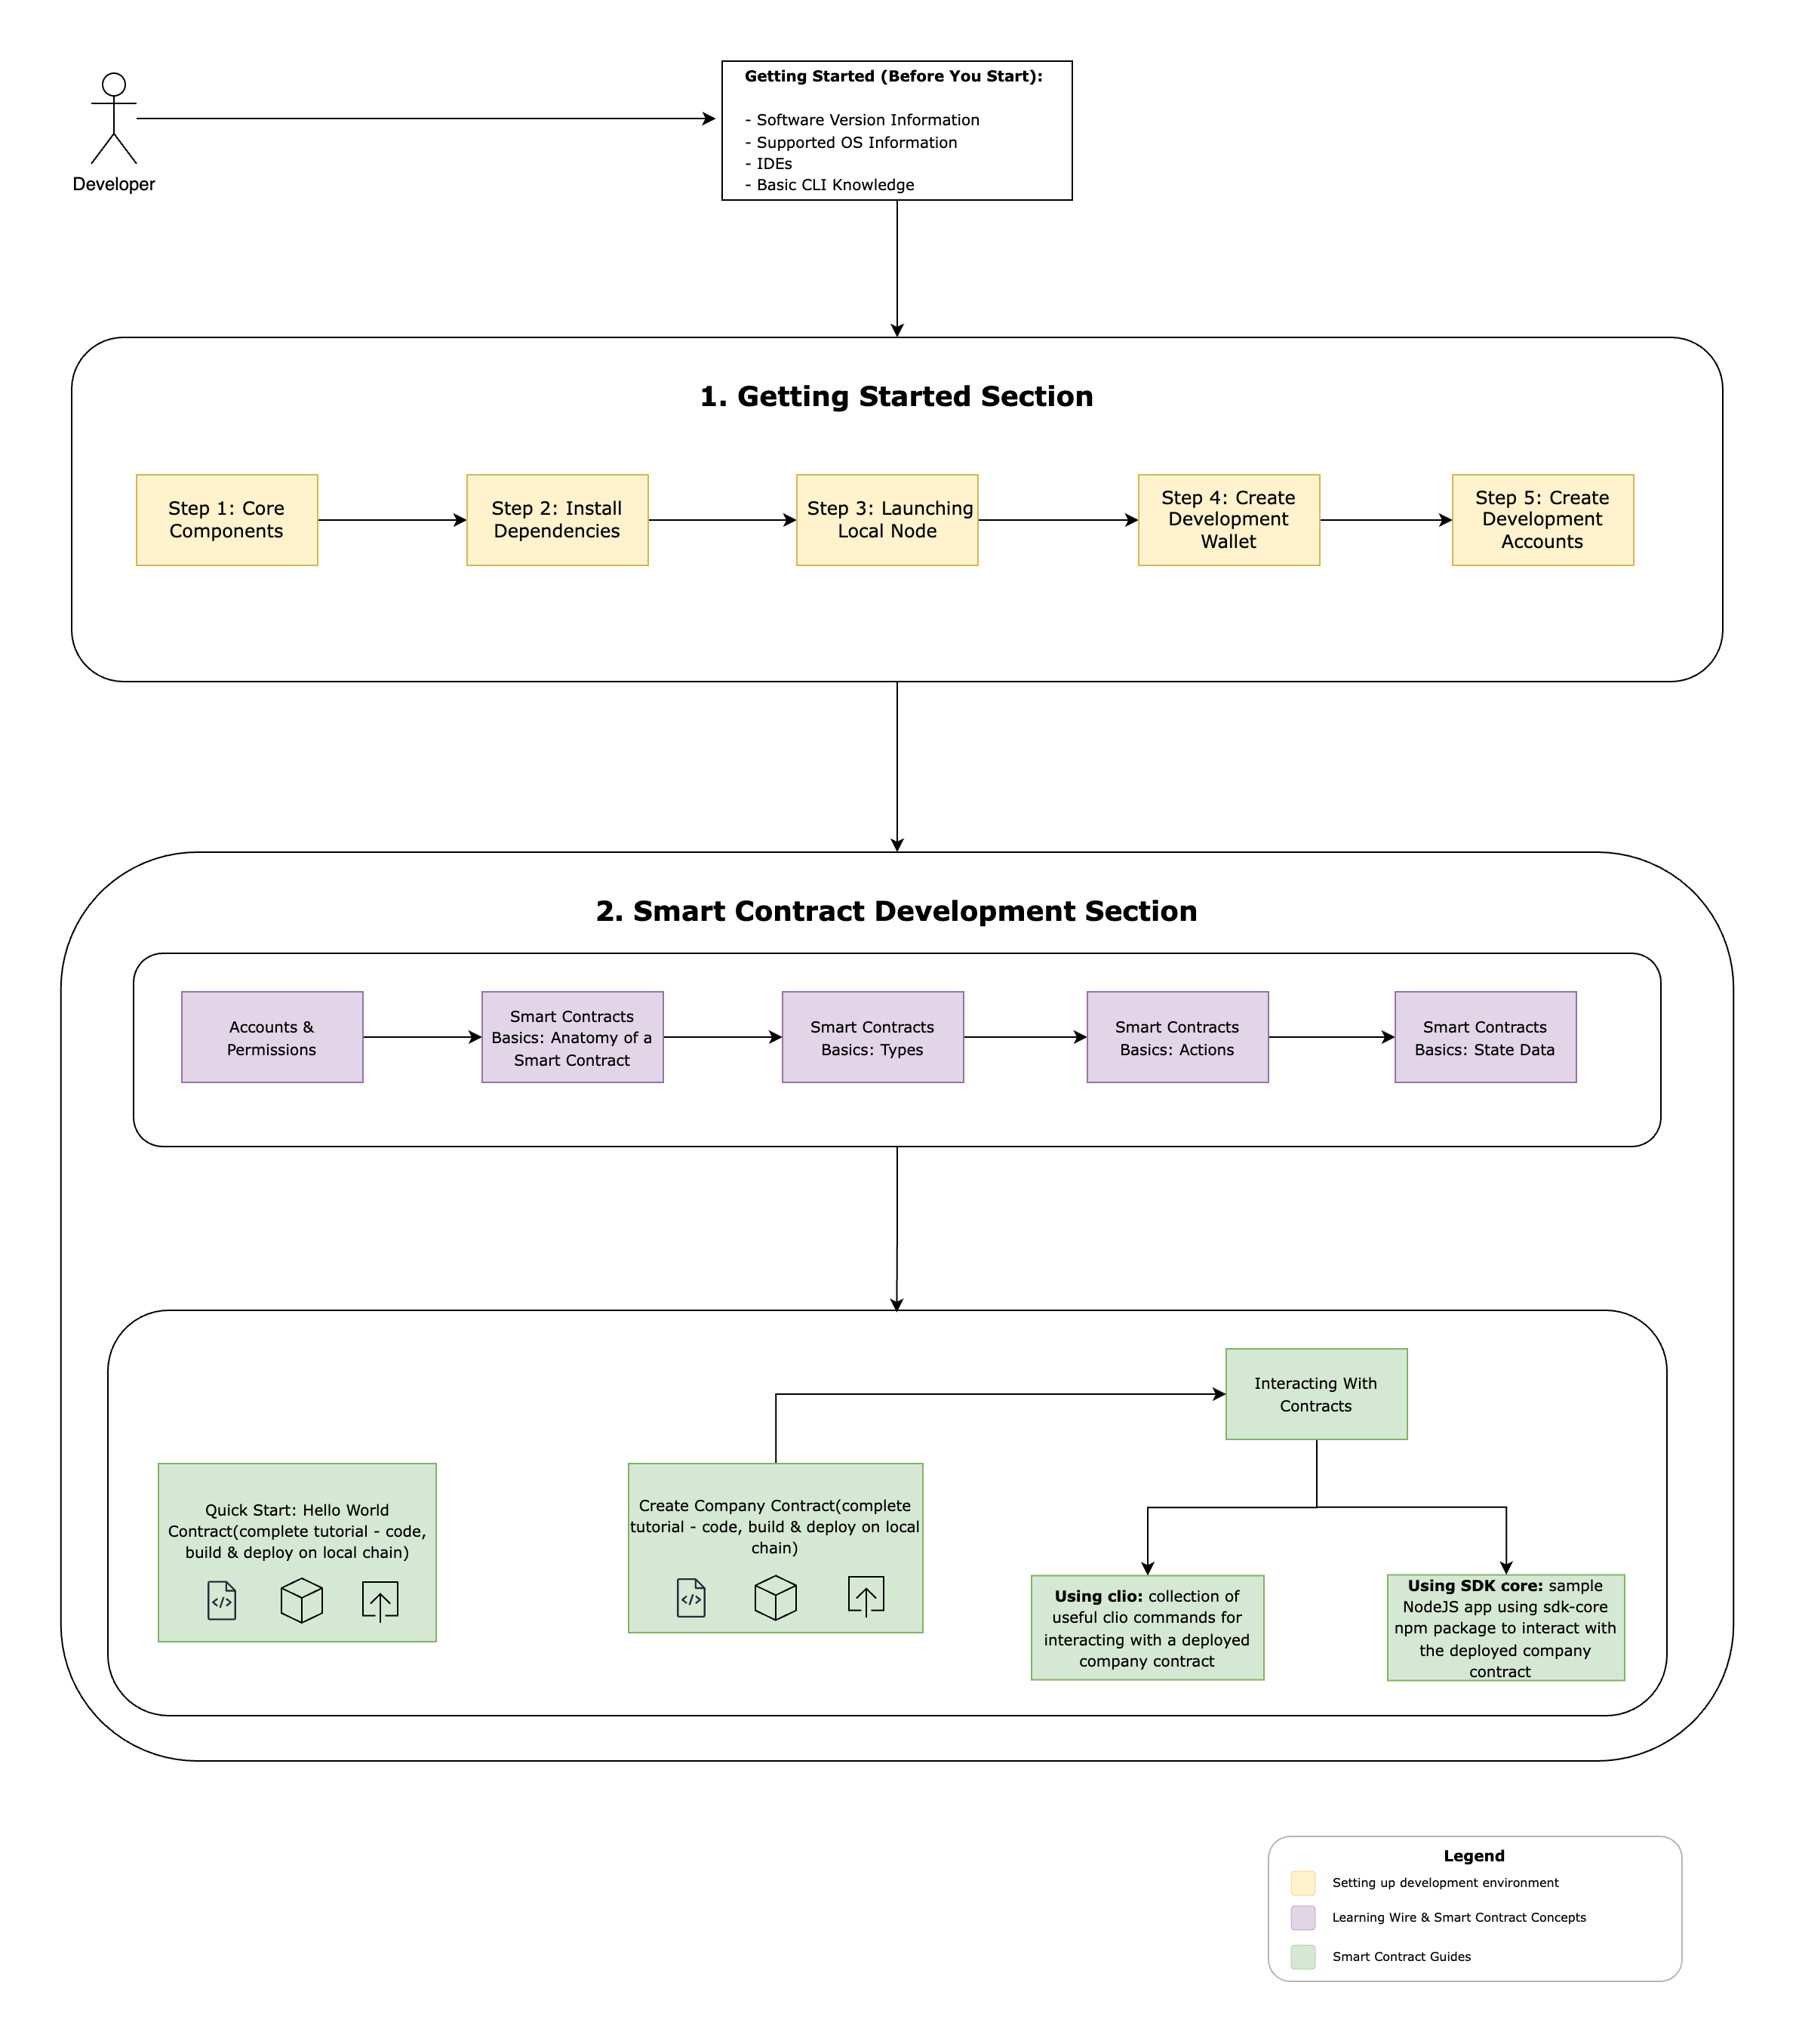 Getting Started (Before You Start):
- Software Version Information
- Supported OS Information
- IDEs
- Basic CLI Knowledge
Developer
1. Getting Started Section
Step 1: Core
Components
Step 2: Install
Dependencies
Step 3: Launching
Local Node
Step 4: Create
Development
Wallet
Step 5: Create
Development
Accounts
2. Smart Contract Development Section
Accounts &
Permissions
Smart Contracts
Basics: Anatomy of a
Smart Contract
Smart Contracts
Basics: Types
Smart Contracts
Basics: Actions
Smart Contracts
Basics: State Data
Interacting With
Contracts
Quick Start: Hello World
Contract(complete tutorial - code,
build & deploy on local chain)
Create Company Contract(complete
tutorial - code, build & deploy on local
chain)
Using clio: collection of
useful clio commands for
interacting with a deployed
company contract
Using SDK core: sample
NodeJS app using sdk-core
npm package to interact with
the deployed company
contract
Legend
Setting up development environment
Learning Wire & Smart Contract Concepts
Smart Contract Guides